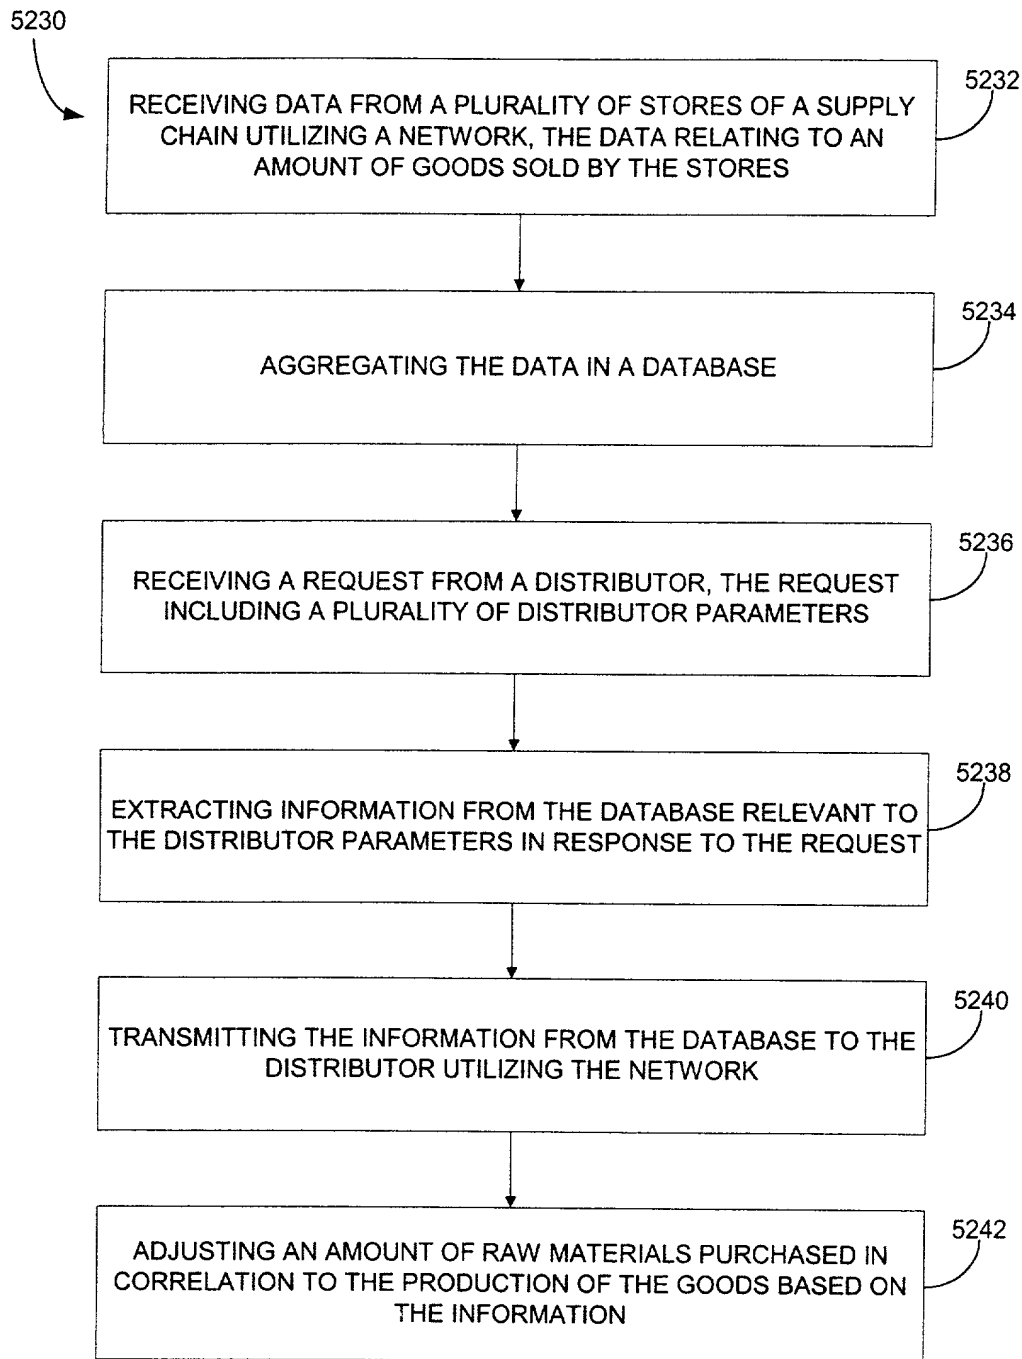 5230
5232
RECEIVING DATA FROM A PLURALITY OF STORES OF A SUPPLY
CHAIN UTILIZING A NETWORK, THE DATA RELATING TO AN
AMOUNT OF GOODS SOLD BY THE STORES
5234
AGGREGATING THE DATA IN A DATABASE
5236
RECEIVING A REQUEST FROM A DISTRIBUTOR, THE REQUEST
INCLUDING A PLURALITY OF DISTRIBUTOR PARAMETERS
5238
EXTRACTING INFORMATION FROM THE DATABASE RELEVANT TO
THE DISTRIBUTOR PARAMETERS IN RESPONSE TO THE REQUEST
5240
TRANSMITTING THE INFORMATION FROM THE DATABASE TO THE
DISTRIBUTOR UTILIZING THE NETWORK
5242
ADJUSTING AN AMOUNT OF RAW MATERIALS PURCHASED IN
CORRELATION TO THE PRODUCTION OF THE GOODS BASED ON
THE INFORMATION